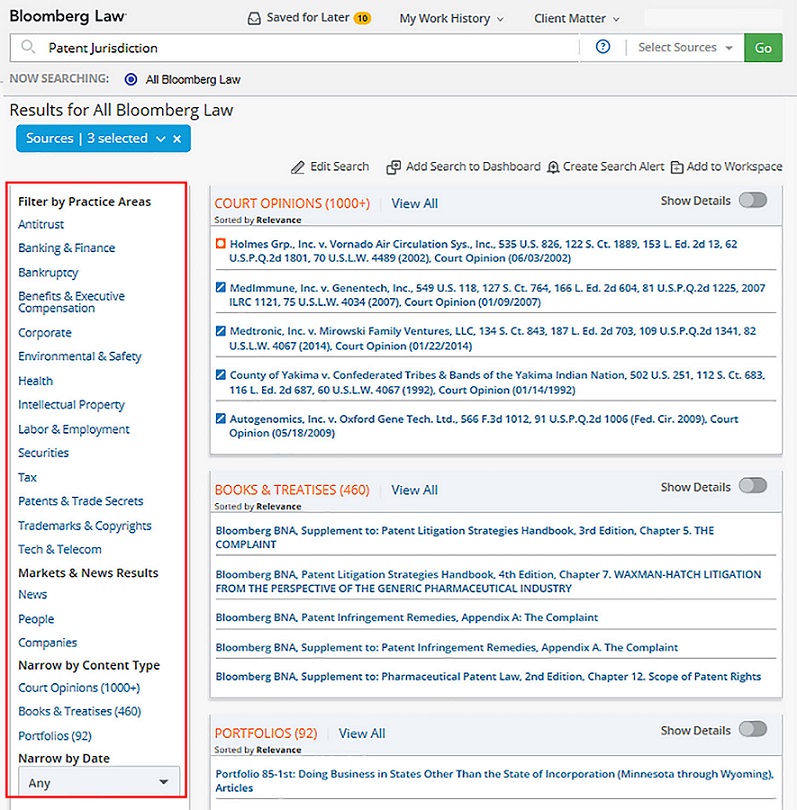 Bloomberg Law
Saved for Later 10 My Work History Client Matter
Patent Jurisdiction ? Select Sources Go
NOW SEARCHING: All Bloomberg Law
Results for All Bloomberg Law
Sources | 3 selected
Edit Search Add Search to Dashboard Create Search Alert Add to Workspace
Filter by Practice Areas
Antitrust
Banking & Finance
Bankruptcy
Benefits & Executive
Compensation
Corporate
Environmental & Safety
Health
Intellectual Property
Labor & Employment
Securities
Tax
Patents & Trade Secrets
Trademarks & Copyrights
Tech & Telecom
Markets & News Results
News
People
Companies
Narrow by Content Type
Court Opinions (1000+)
Books & Treatises (460)
Portfolios (92)
Narrow by Date
Any
COURT OPINIONS (1000+) View All Show Details
Sorted by Relevance
Holmes Grp., Inc. v. Vornado Air Circulation Sys., Inc., 535 U.S. 826, 122 S. Ct. 1889, 153 L. Ed. 2d 13, 62
U.S.P.Q.2d 1801, 70 U.S.L.W. 4489 (2002), Court Opinion (06/03/2002)
MedImmune, Inc. v. Genentech, Inc., 549 U.S. 118, 127 S. Ct. 764, 166 L. Ed. 2d 604, 81 U.S.P.Q.2d 1225, 2007
ILRC 1121, 75 U.S.L.W. 4034 (2007), Court Opinion (01/09/2007)
Medtronic, Inc. v. Mirowski Family Ventures, LLC, 134 S. Ct. 843, 187 L. Ed. 2d 703, 109 U.S.P.Q.2d 1341, 82
U.S.L.W. 4067 (2014), Court Opinion (01/22/2014)
County of Yakima v. Confederated Tribes & Bands of the Yakima Indian Nation, 502 U.S. 251, 112 S. Ct. 683,
116 L. Ed. 2d 687, 60 U.S.L.W. 4067 (1992), Court Opinion (01/14/1992)
Autogenomics, Inc. v. Oxford Gene Tech. Ltd., 566 F.3d 1012, 91 U.S.P.Q.2d 1006 (Fed. Cir. 2009), Court
Opinion (05/18/2009)
BOOKS & TREATISES (460) View All Show Details
Sorted by Relevance
Bloomberg BNA, Supplement to: Patent Litigation Strategies Handbook, 3rd Edition, Chapter 5. THE
COMPLAINT
Bloomberg BNA, Patent Litigation Strategies Handbook, 4th Edition, Chapter 7. WAXMAN-HATCH LITIGATION
FROM THE PERSPECTIVE OF THE GENERIC PHARMACEUTICAL INDUSTRY
Bloomberg BNA, Patent Infringement Remedies, Appendix A: The Complaint
Bloomberg BNA, Supplement to: Patent Infringement Remedies, Appendix A. The Complaint
Bloomberg BNA, Supplement to: Pharmaceutical Patent Law, 2nd Edition, Chapter 12. Scope of Patent Rights
PORTFOLIOS (92) View All Show Details
Sorted by Relevance
Portfolio 85-1st: Doing Business in States Other Than the State of Incorporation (Minnesota through Wyoming),
Articles